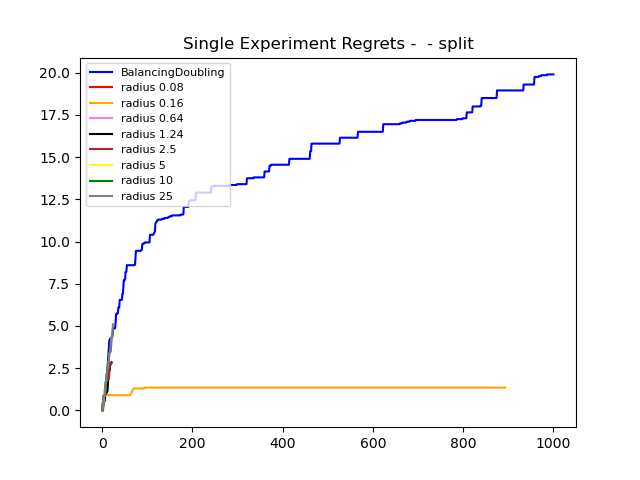 Single Experiment Regrets -  - split
20.0
17.5
15.0
12.5
10.0
7.5
5.0
2.5
0.0
BalancingDoubling
radius 0.08
radius 0.16
radius 0.64
radius 1.24
radius 2.5
radius 5
radius 10
radius 25
0 200 400 600 800 1000